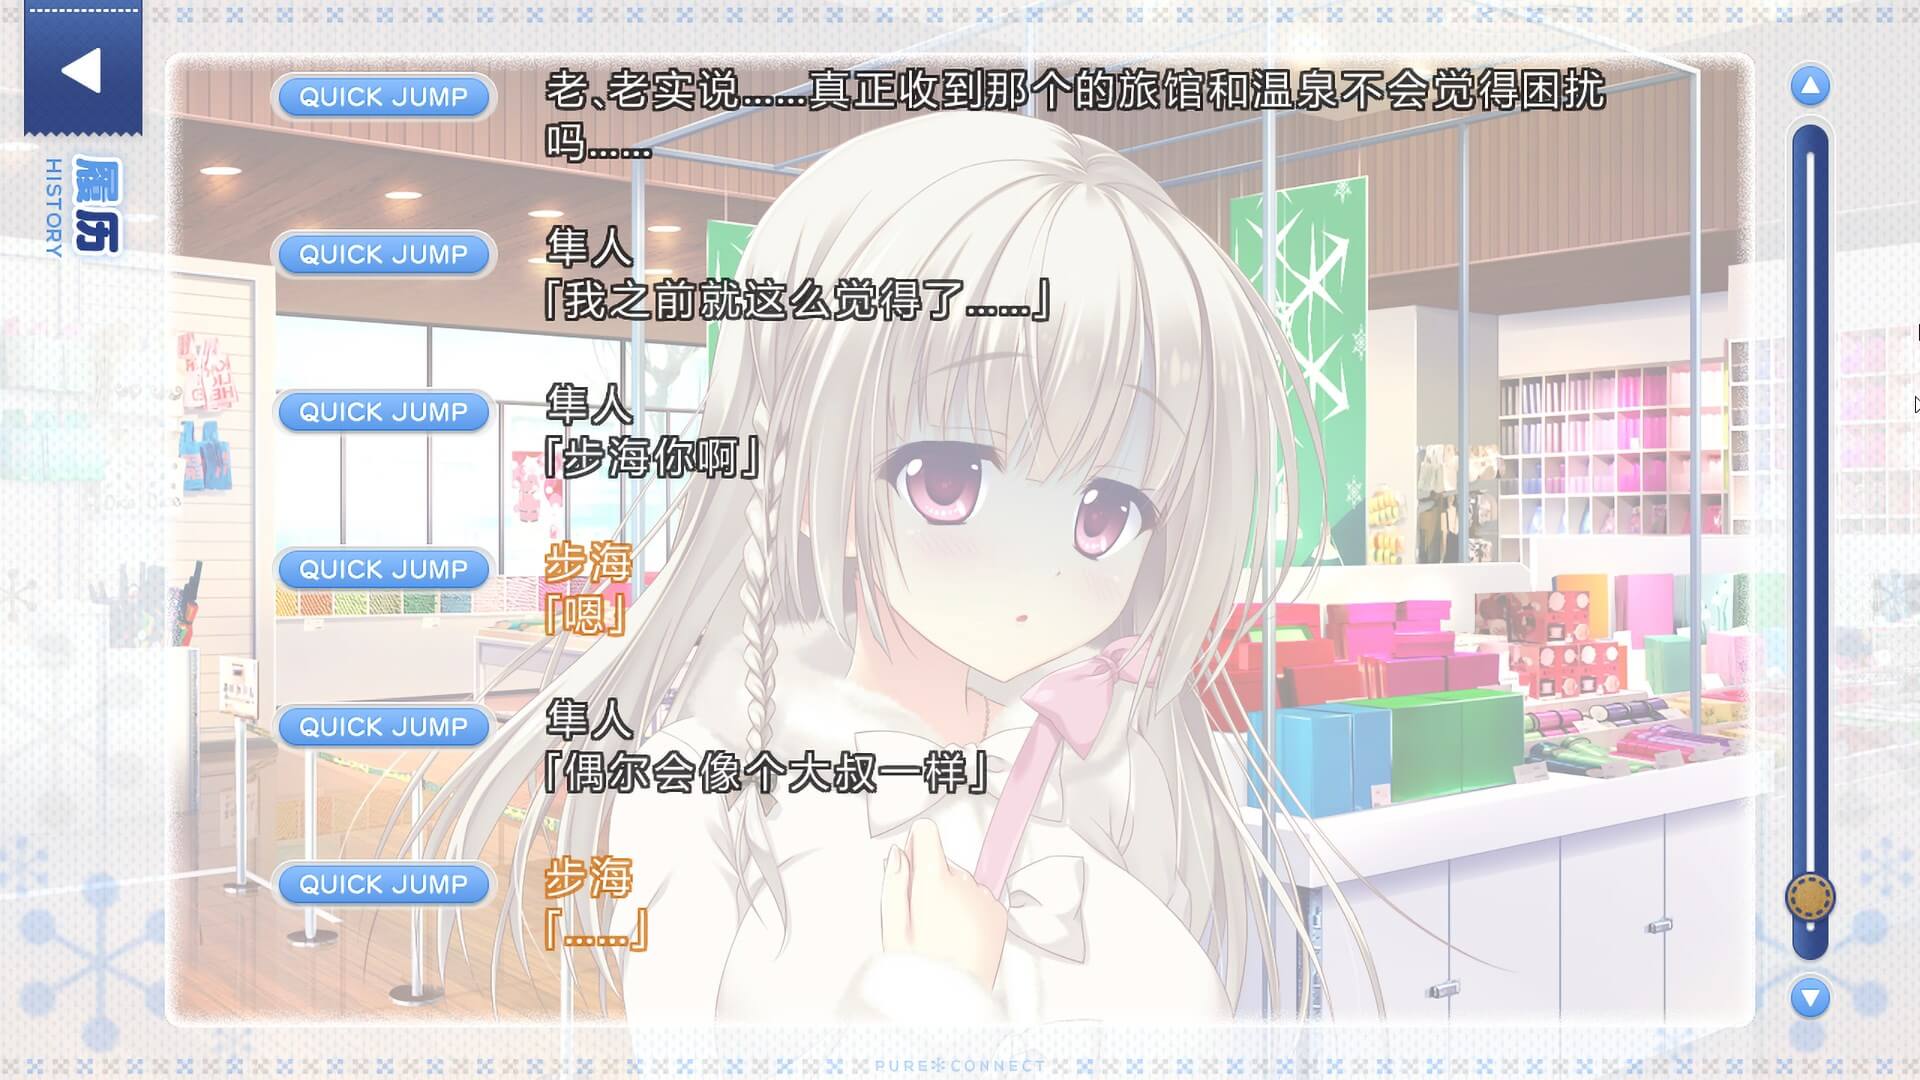 QUICK JUMP
老、老实说……真正收到那个的旅馆和温泉不会觉得困扰
吗……
履历
HISTORY
QUICK JUMP
隼人
「我之前就这么觉得了……」
QUICK JUMP
隼人
「步海你啊」
QUICK JUMP
步海
「嗯」
QUICK JUMP
隼人
「偶尔会像个大叔一样」
QUICK JUMP
步海
「……」
PURE CONNECT